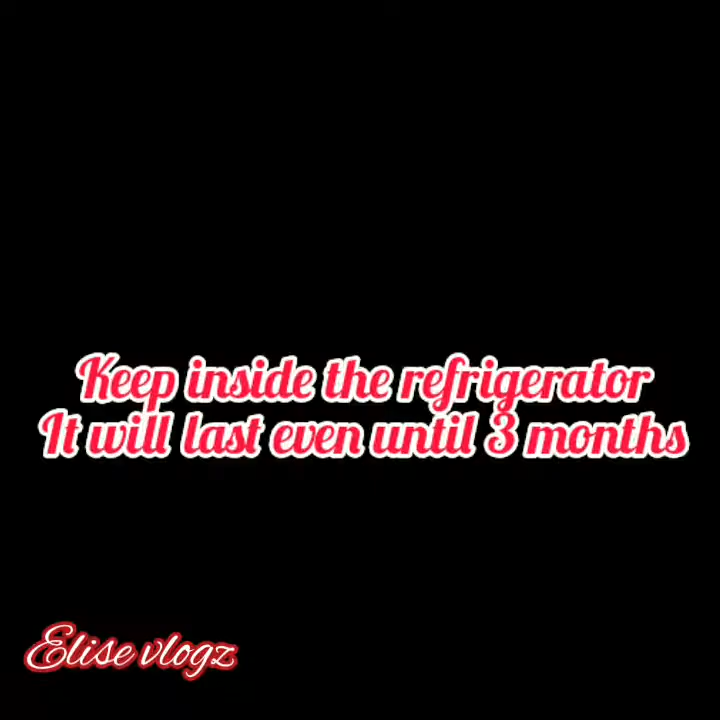 Keep inside the refrigerator
It will last even until 3 months
Elise vlogz